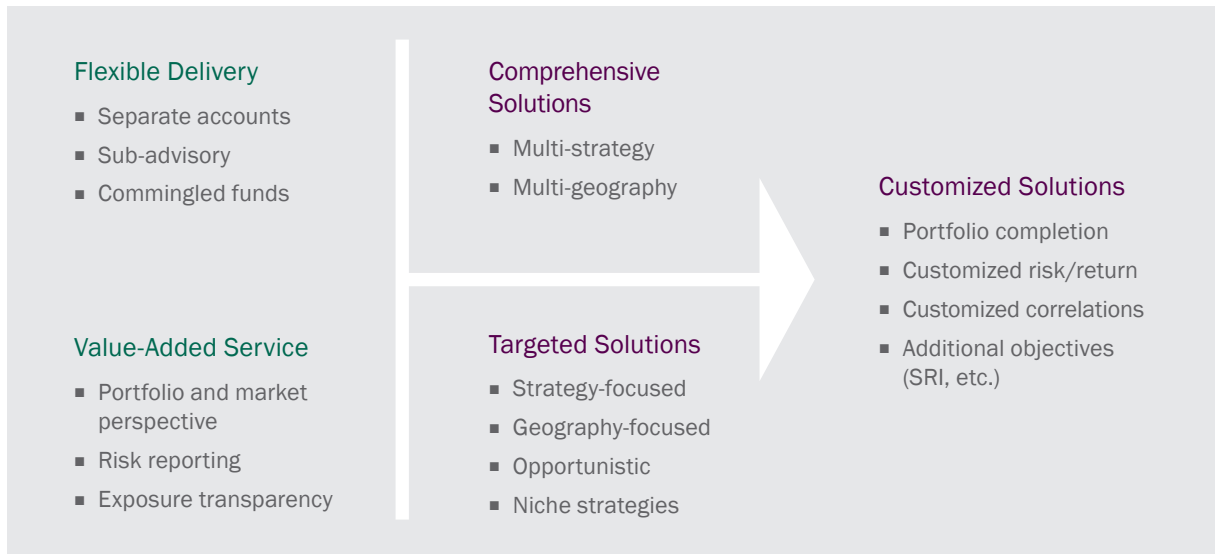 Flexible Delivery
■ Separate accounts
■ Sub-advisory
■ Commingled funds
Value-Added Service
■ Portfolio and market
perspective
■ Risk reporting
■ Exposure transparency
Comprehensive
Solutions
■ Multi-strategy
■ Multi-geography
Targeted Solutions
■ Strategy-focused
■ Geography-focused
■ Opportunistic
■ Niche strategies
Customized Solutions
■ Portfolio completion
■ Customized risk/return
■ Customized correlations
■ Additional objectives
(SRI, etc.)